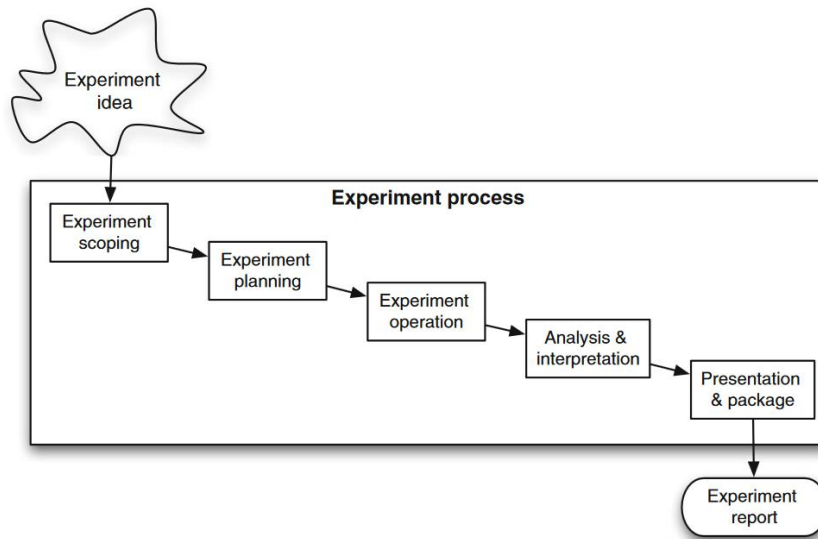 Experiment
idea
Experiment process
Experiment
scoping
Experiment
planning
Experiment
operation
Analysis &
interpretation
Presentation
& package
Experiment
report